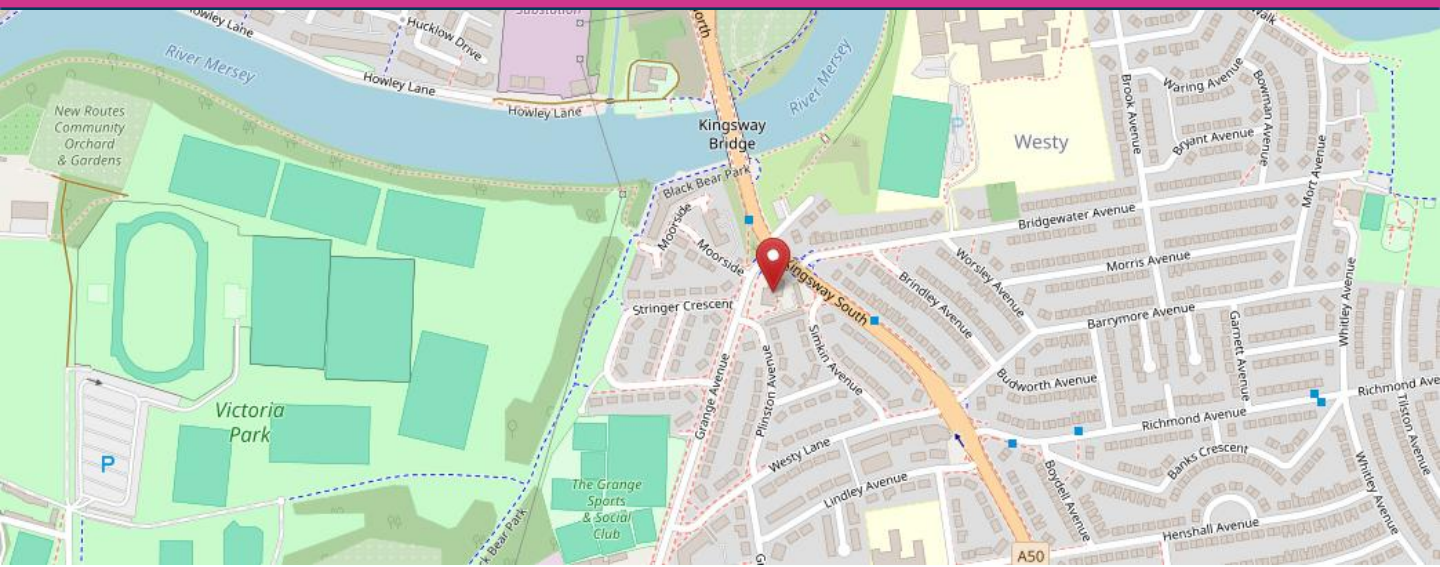 Substation
Howley Lane
Hucklow Drive
River Mersey
Howley Lane
Howley Lane
River Mersey
New Routes
Community
Orchard
& Gardens
Kingsway
Bridge
Black Bear Park
Moorside
Moorside
Westy
Walk
Waring Avenue
Bowman Avenue
Brook Avenue
Bryant Avenue
Mort Avenue
Bridgewater Avenue
Worsley Avenue
Morris Avenue
Kingsway South
Stringer Crescent
Brindley Avenue
Barrymore Avenue
Garnett Avenue
Whitley Avenue
Simkin Avenue
Plinston Avenue
Grange Avenue
Budworth Avenue
Richmond Avenue
Richmond Ave
Tilston Avenue
Victoria
Park
P
P
Westy Lane
Banks Crescent
Lindley Avenue
Boydell Avenue
Whitley Avenue
The Grange
Sports
& Social
Club
k Bear Park
Henshall Avenue
A50